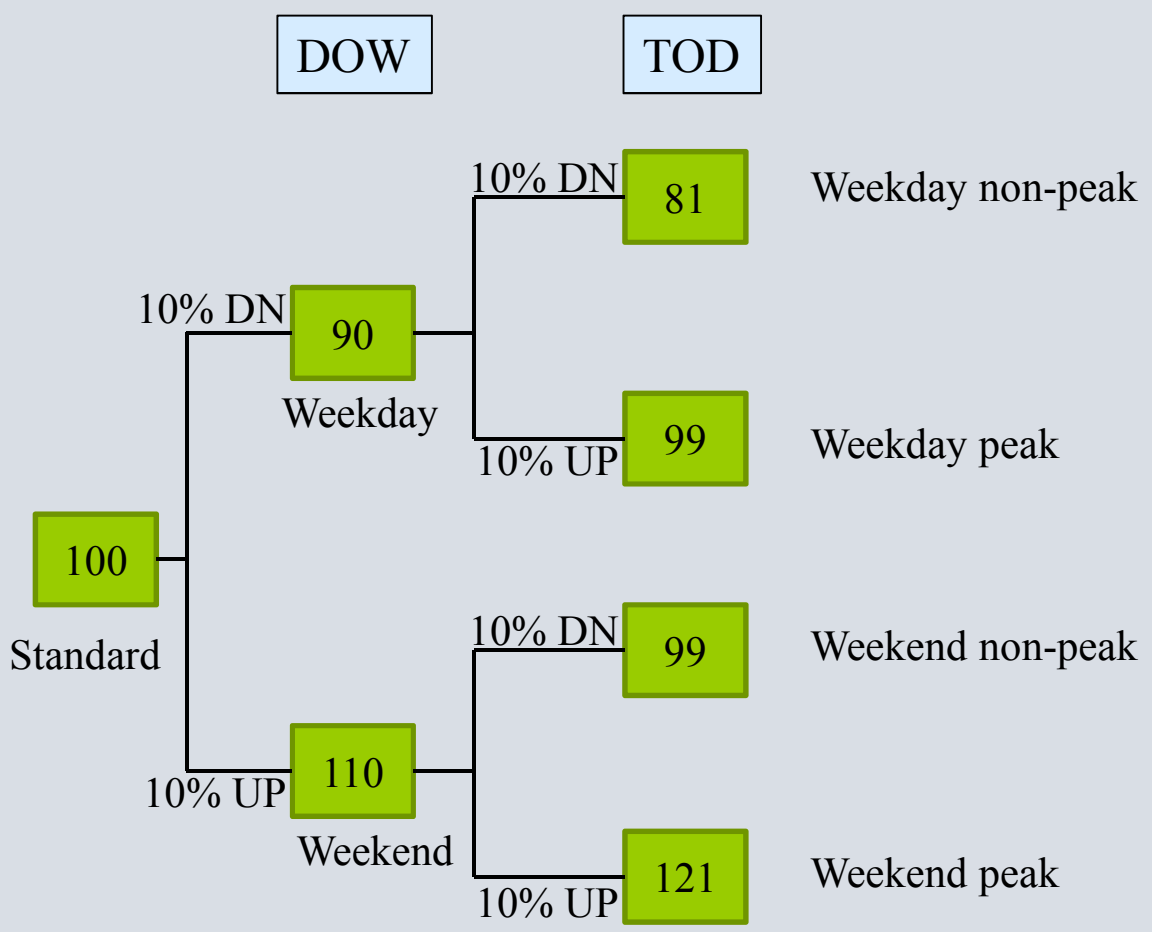 DOW
TOD
10% DN
81
Weekday non-peak
10% DN
90
Weekday
10% UP
99
Weekday peak
100
Standard
10% DN
99
Weekend non-peak
10% UP
110
Weekend
10% UP
121
Weekend peak